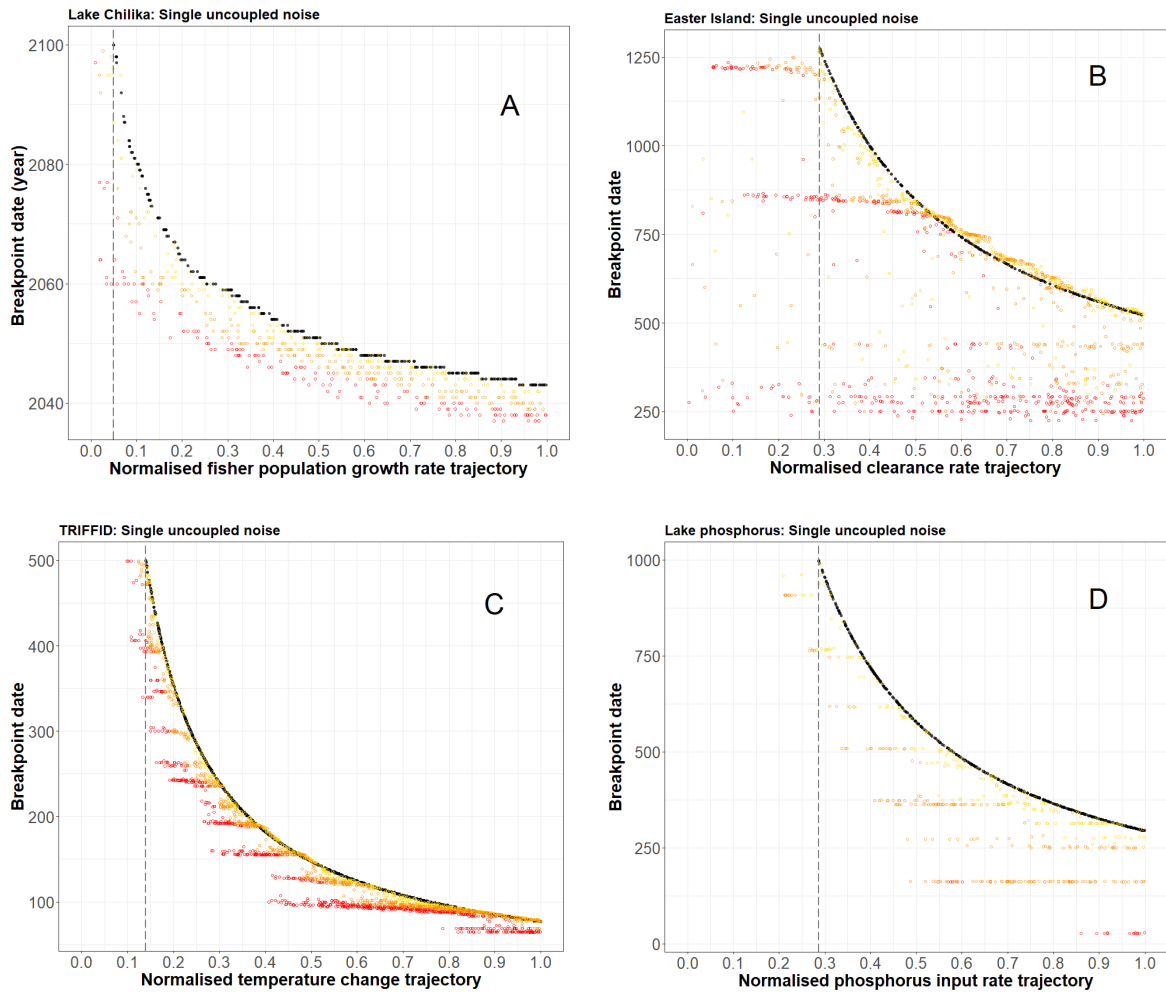 Lake Chilika: Single uncoupled noise
A
Breakpoint date (year)
2100
2080
2060
2040
0.0 0.1 0.2 0.3 0.4 0.5 0.6 0.7 0.8 0.9 1.0
Normalised fisher population growth rate trajectory
Easter Island: Single uncoupled noise
B
Breakpoint date
1250
1000
750
500
250
0.0 0.1 0.2 0.3 0.4 0.5 0.6 0.7 0.8 0.9 1.0
Normalised clearance rate trajectory
TRIFFID: Single uncoupled noise
C
Breakpoint date
500
400
300
200
100
0.0 0.1 0.2 0.3 0.4 0.5 0.6 0.7 0.8 0.9 1.0
Normalised temperature change trajectory
Lake phosphorus: Single uncoupled noise
D
Breakpoint date
1000
750
500
250
0
0.0 0.1 0.2 0.3 0.4 0.5 0.6 0.7 0.8 0.9 1.0
Normalised phosphorus input rate trajectory